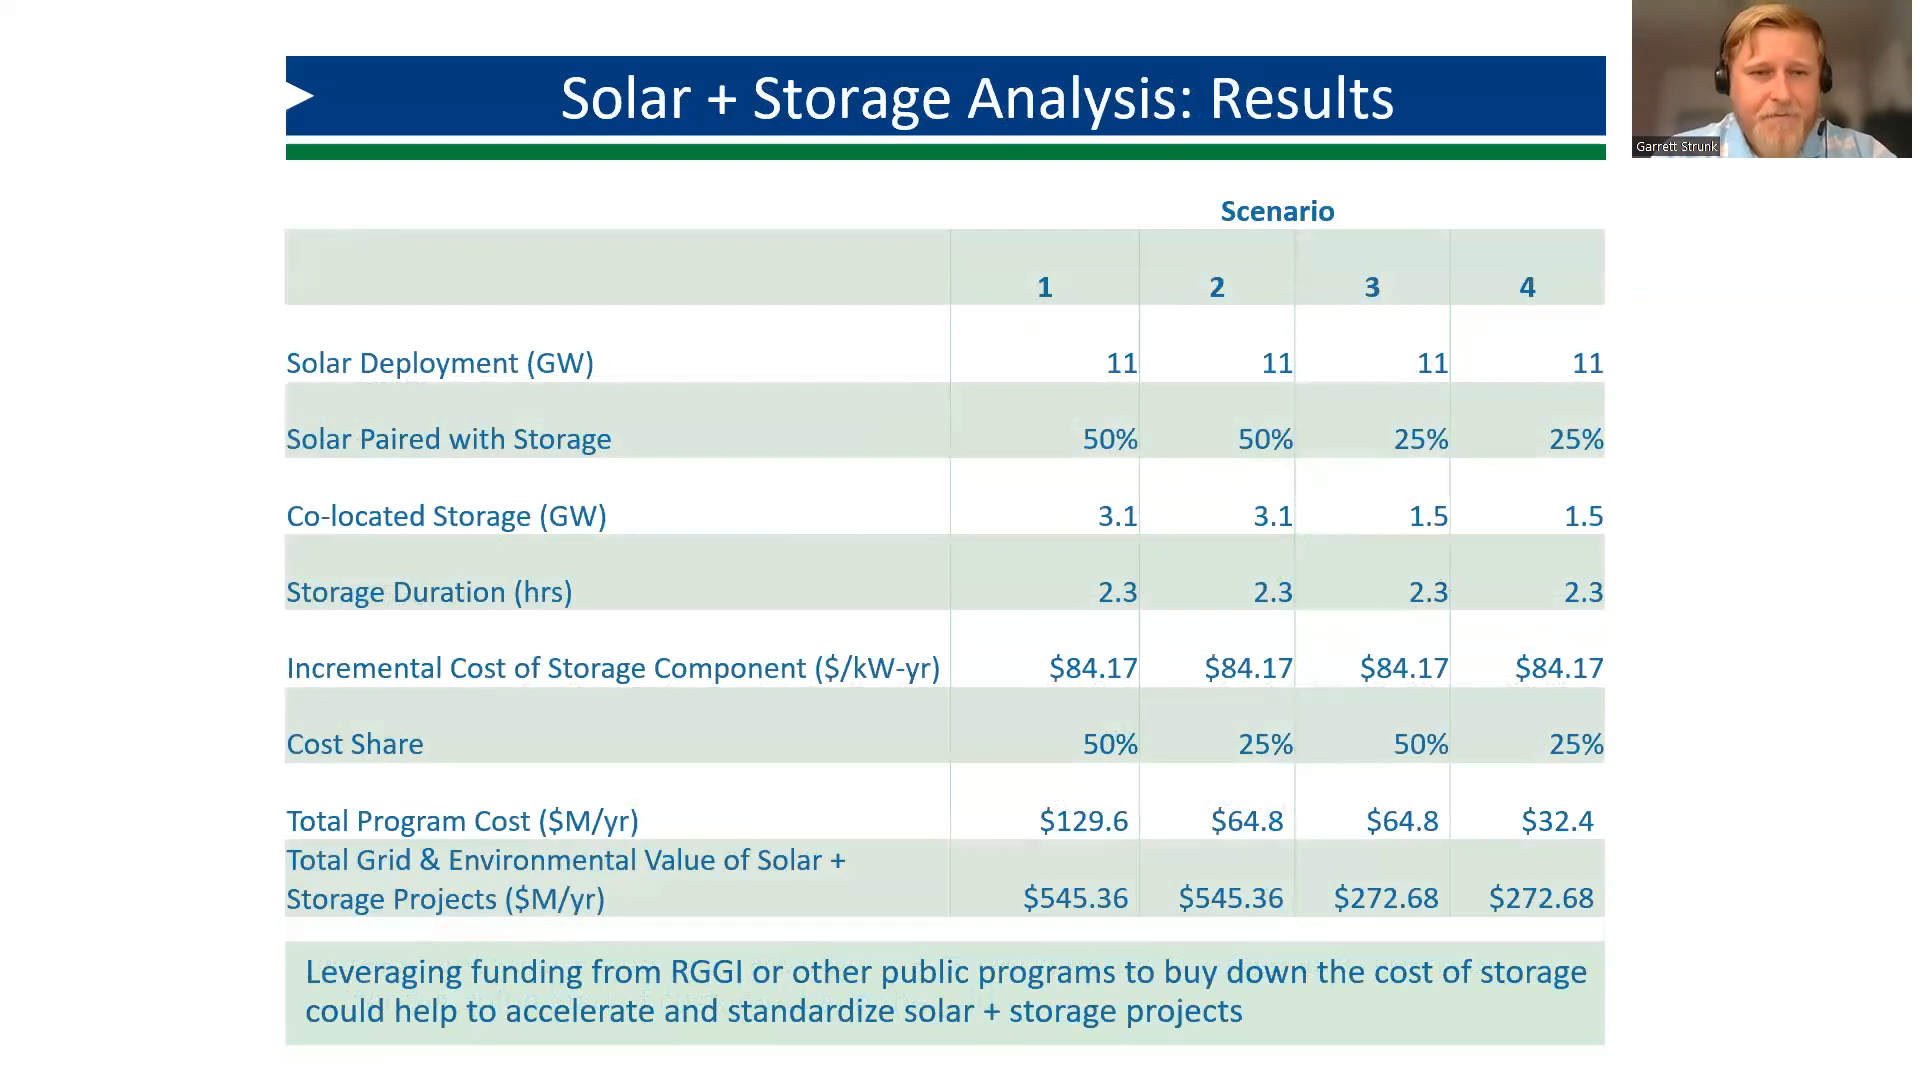 Solar + Storage Analysis: Results
Garrett Strunk
Scenario
1 2 3 4
Solar Deployment (GW) 11 11 11 11
Solar Paired with Storage 50% 50% 25% 25%
Co-located Storage (GW) 3.1 3.1 1.5 1.5
Storage Duration (hrs) 2.3 2.3 2.3 2.3
Incremental Cost of Storage Component ($/kW-yr) $84.17 $84.17 $84.17 $84.17
Cost Share 50% 25% 50% 25%
Total Program Cost ($M/yr) $129.6 $64.8 $64.8 $32.4
Total Grid & Environmental Value of Solar +
Storage Projects ($M/yr) $545.36 $545.36 $272.68 $272.68
Leveraging funding from RGGI or other public programs to buy down the cost of storage
could help to accelerate and standardize solar + storage projects